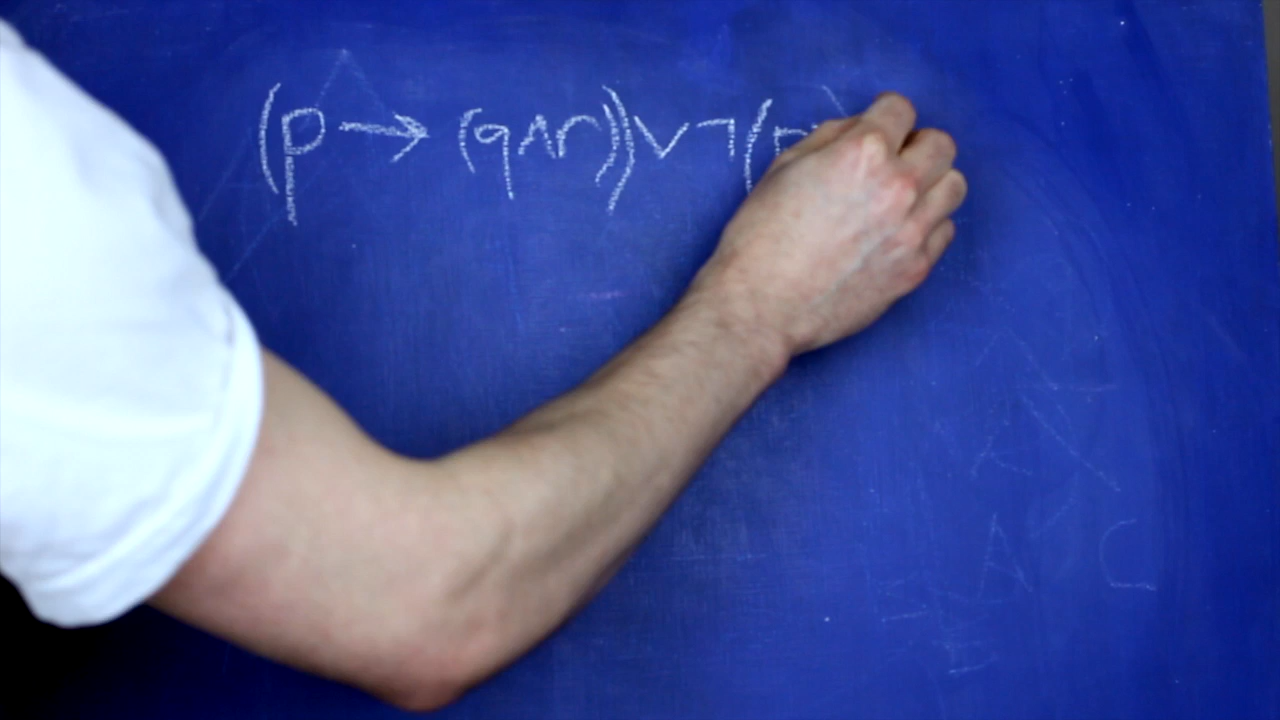 (p → (q∧r))∨¬(